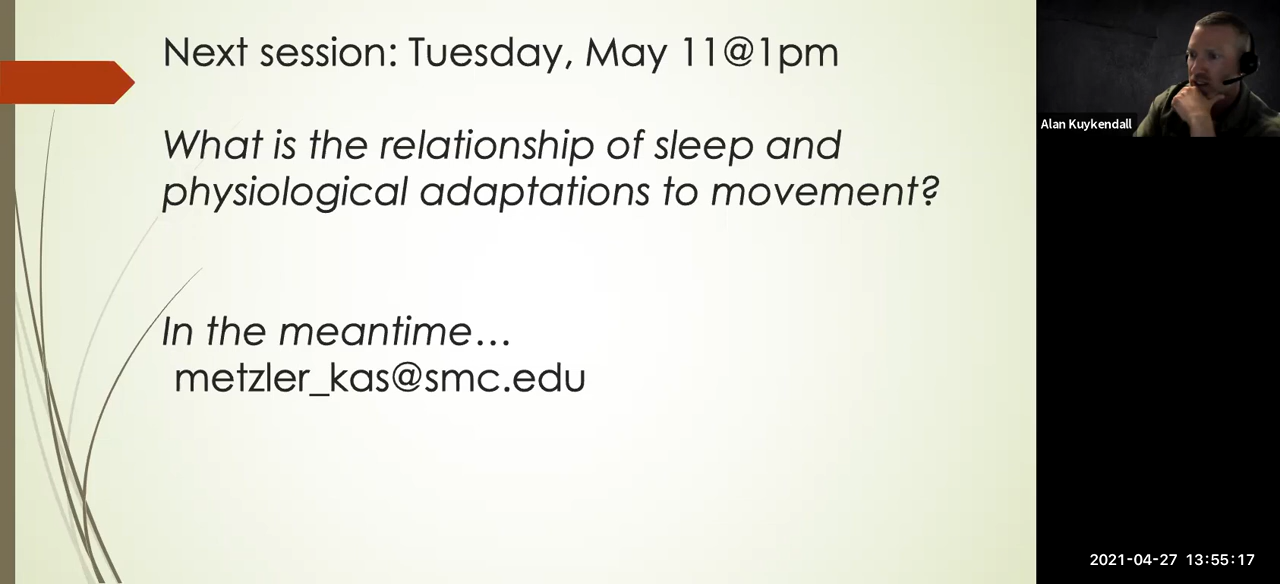 Next session: Tuesday, May 11@1pm
What is the relationship of sleep and
physiological adaptations to movement?
In the meantime…
metzler_kas@smc.edu
Alan Kuykendall
2021-04-27 13:55:17